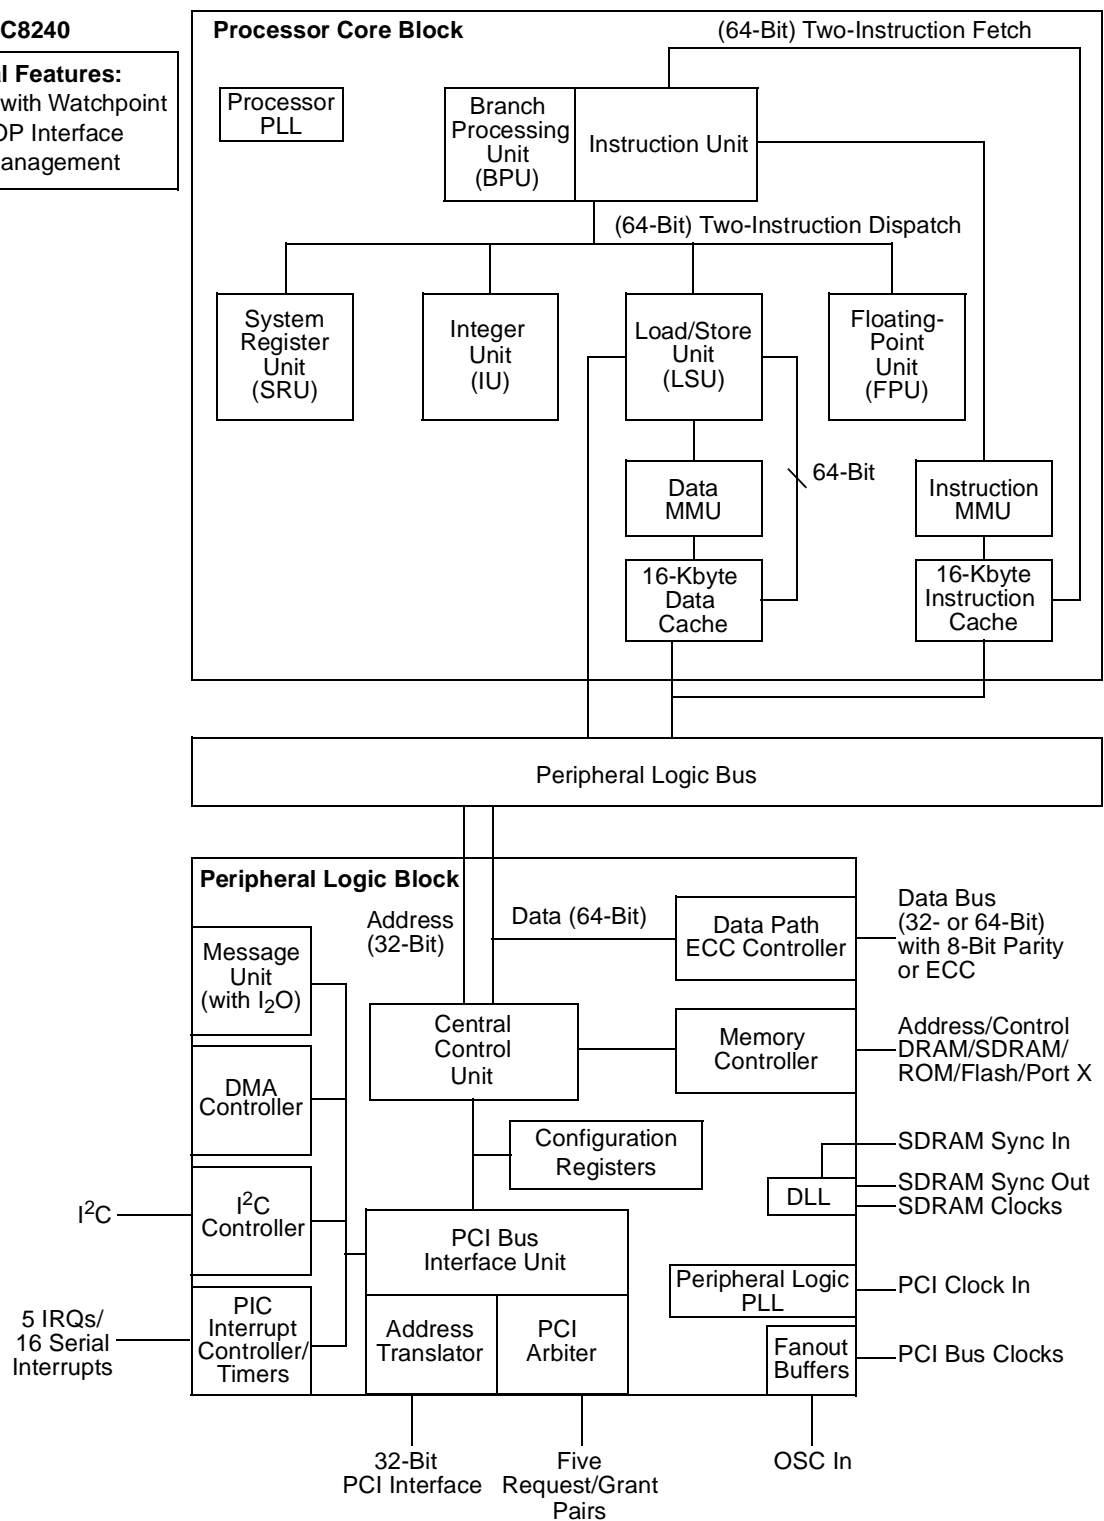 C8240
Processor Core Block
(64-Bit) Two-Instruction Fetch
l Features:
with Watchpoint
OP Interface
anagement
Processor
PLL
Branch
Processing
Unit
(BPU)
Instruction Unit
(64-Bit) Two-Instruction Dispatch
System
Register
Unit
(SRU)
Integer
Unit
(IU)
Load/Store
Unit
(LSU)
Floating-
Point
Unit
(FPU)
64-Bit
Data
MMU
Instruction
MMU
16-Kbyte
Data
Cache
16-Kbyte
Instruction
Cache
Peripheral Logic Bus
Peripheral Logic Block
Address
(32-Bit)
Data (64-Bit)
Data Path
ECC Controller
Data Bus
(32- or 64-Bit)
with 8-Bit Parity
or ECC
Message
Unit
(with I2O)
Central
Control
Unit
Memory
Controller
Address/Control
DRAM/SDRAM/
ROM/Flash/Port X
DMA
Controller
Configuration
Registers
SDRAM Sync In
DLL
SDRAM Sync Out
SDRAM Clocks
I2C
I2C
Controller
PCI Bus
Interface Unit
Peripheral Logic
PLL
PCI Clock In
5 IRQs/
16 Serial
Interrupts
PIC
Interrupt
Controller/
Timers
Address
Translator
PCI
Arbiter
Fanout
Buffers
PCI Bus Clocks
32-Bit
PCI Interface
Five
Request/Grant
Pairs
OSC In